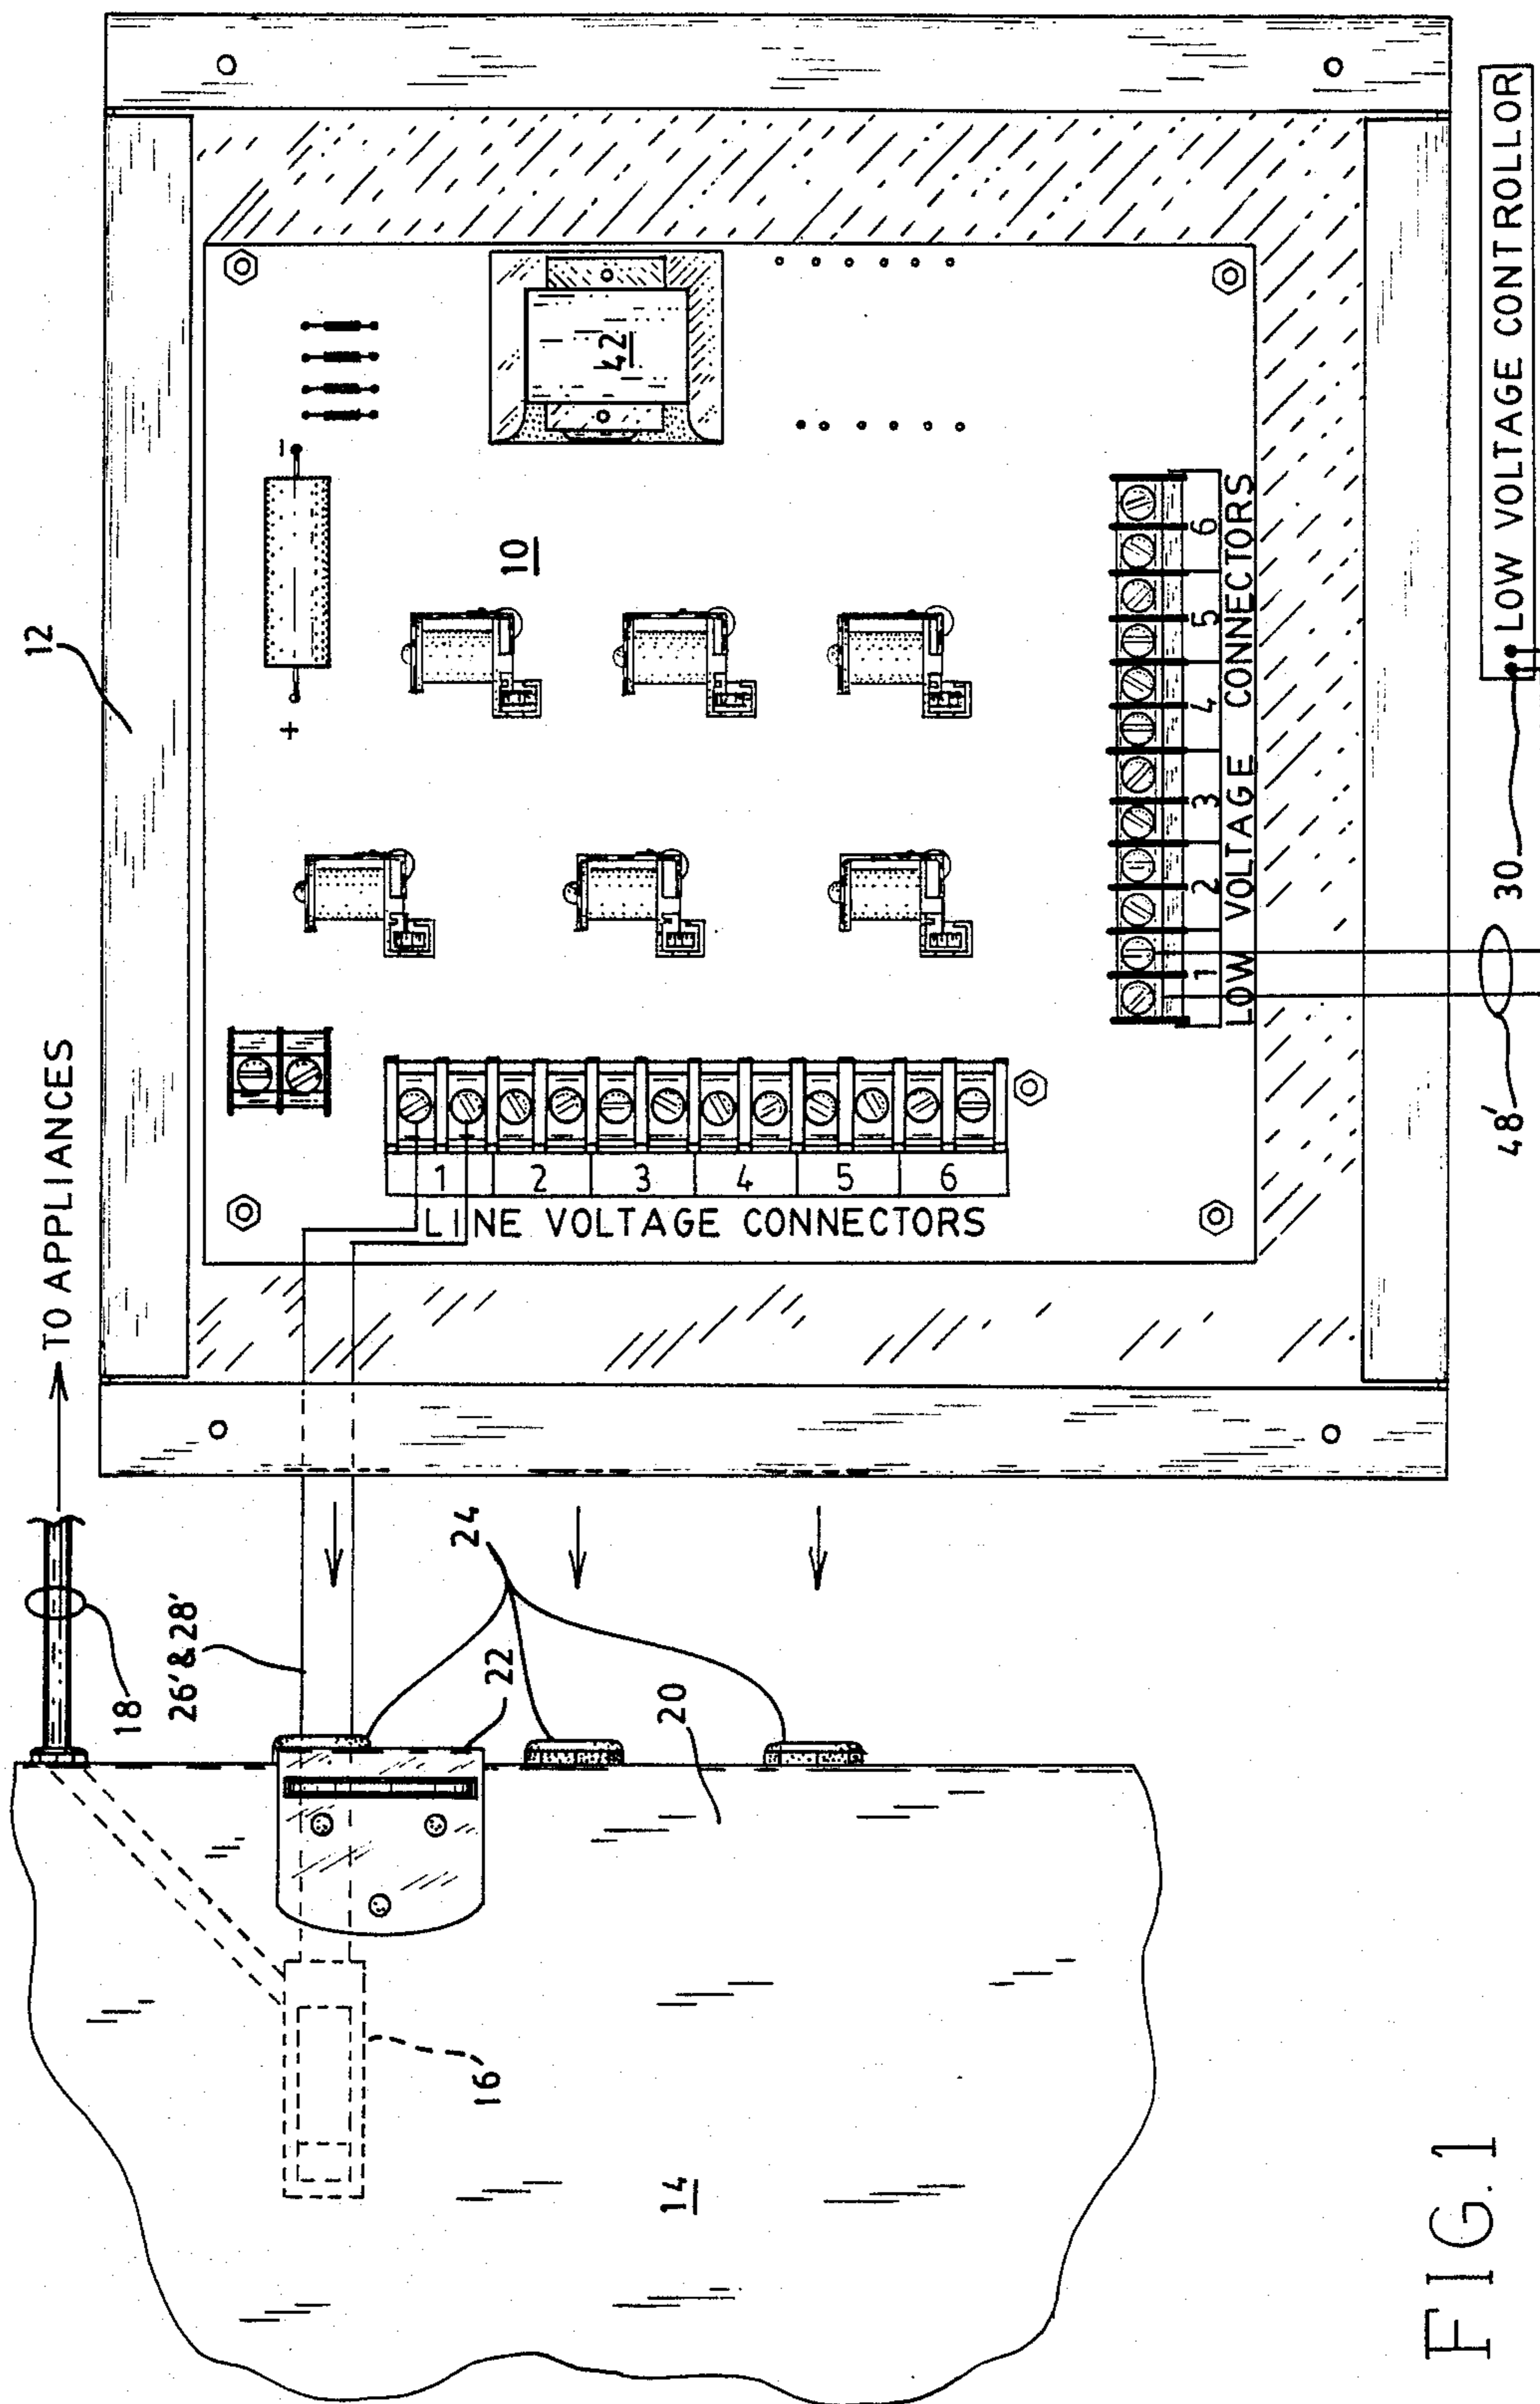 TO APPLIANCES
12
18
26'&28'
+
−
42
10
24
22
1 2 3 4 5 6
LINE VOLTAGE CONNECTORS
20
16'
14
1 2 3 4 5 6
LOW VOLTAGE CONNECTORS
48'
30
LOW VOLTAGE CONTROLLOR
FIG. 1